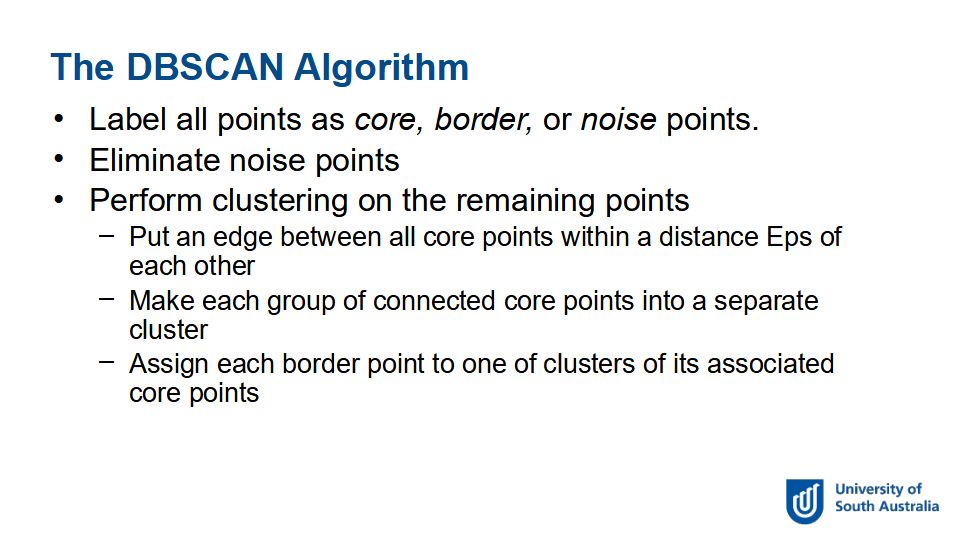 The DBSCAN Algorithm
• Label all points as core, border, or noise points.
• Eliminate noise points
• Perform clustering on the remaining points
– Put an edge between all core points within a distance Eps of
each other
– Make each group of connected core points into a separate
cluster
– Assign each border point to one of clusters of its associated
core points
University of
South Australia